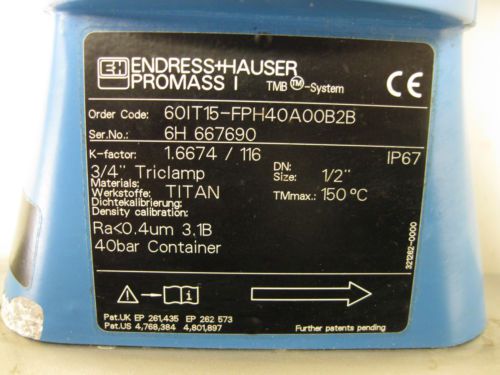 EH ENDRESS+HAUSER
PROMASS I TMB TM -System
CE
Order Code: 60IT15-FPH40A00B2B
Ser.No.: 6H 667690
K-factor: 1.6674 / 116 IP67
3/4" Triclamp DN:
Size: 1/2"
Materials:
Werkstoffe: TITAN TMmax.: 150 °C
Dichtekalibrierung:
Density calibration:
Ra<0.4um 3.1B
40bar Container
321262-0000
Pat.UK EP 261,435 EP 262 573
Pat.US 4,768,384 4,801,897 Further patents pending